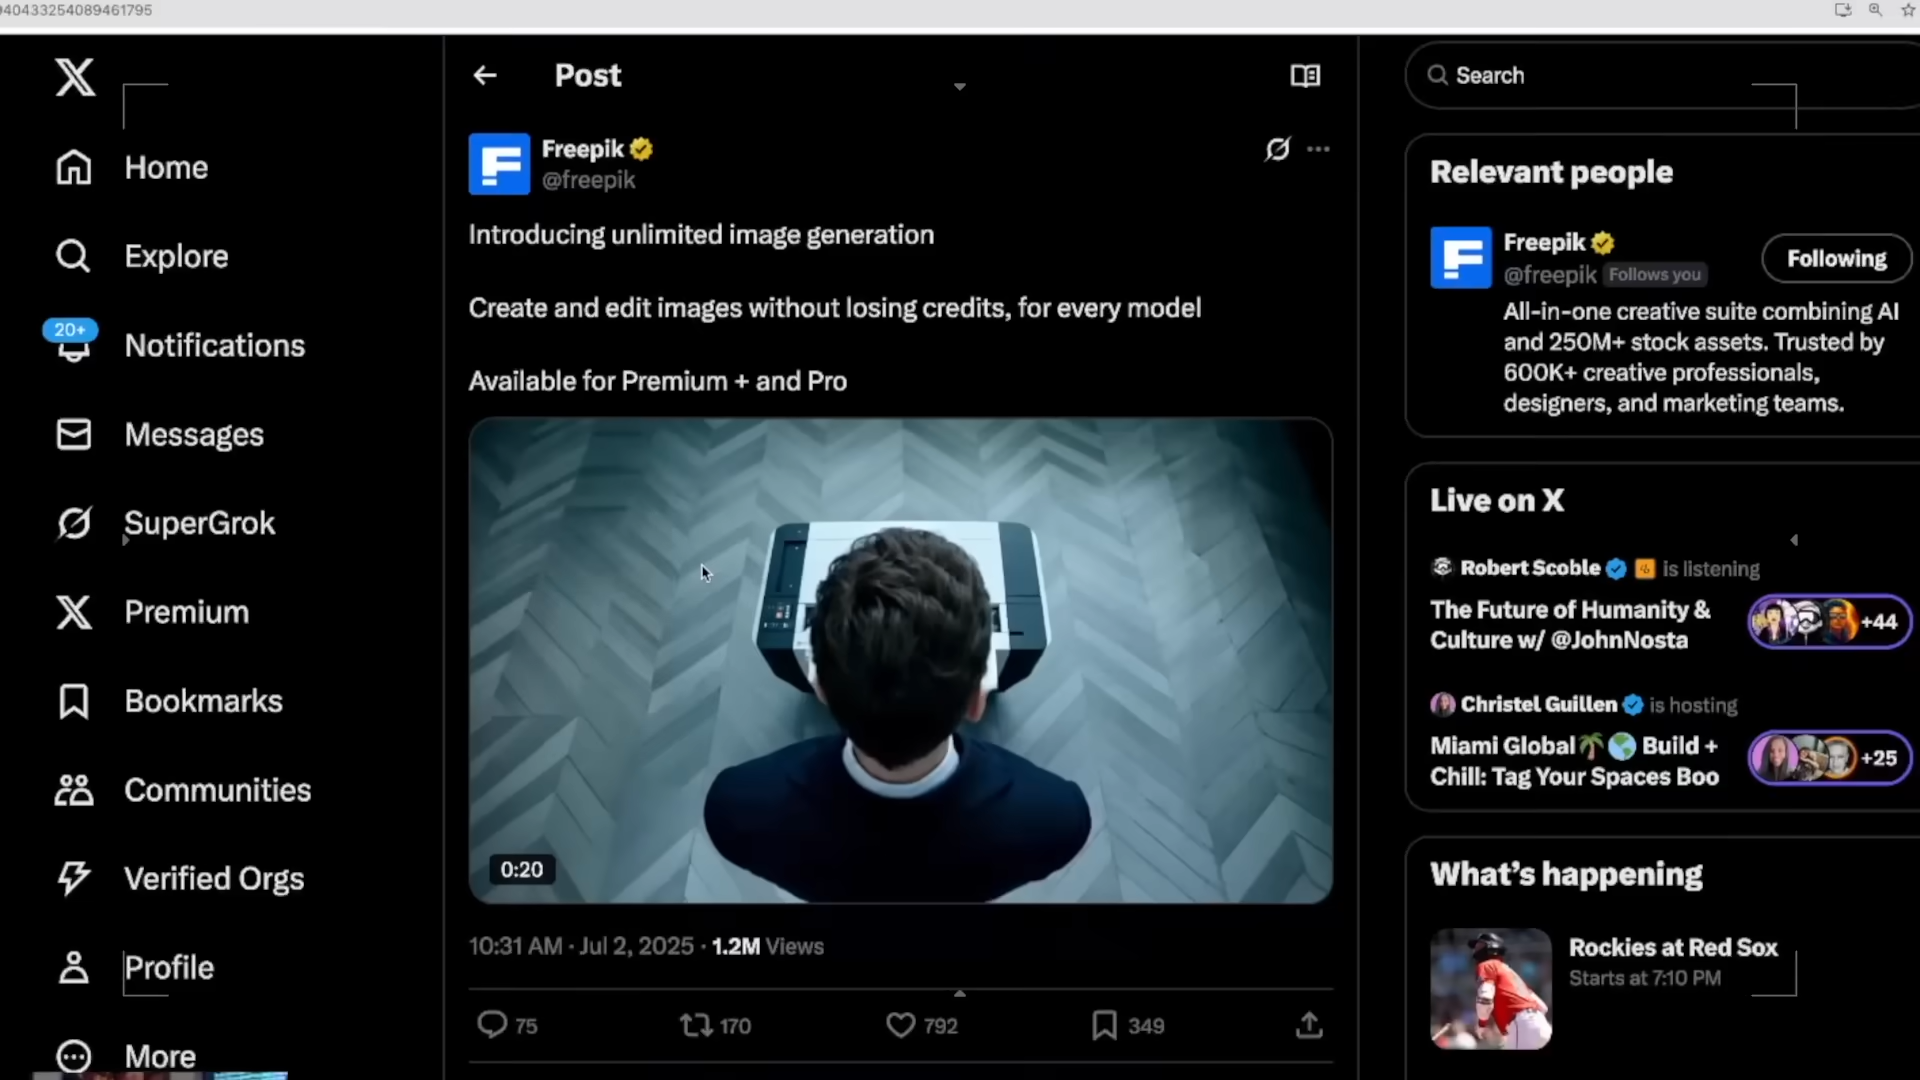 940433254089461795
Home
Explore
20+
Notifications
Messages
SuperGrok
Premium
Bookmarks
Communities
Verified Orgs
Profile
More
Post
Freepik
@freepik
Introducing unlimited image generation
Create and edit images without losing credits, for every model
Available for Premium + and Pro
0:20
10:31 AM · Jul 2, 2025 · 1.2M Views
75
170
792
349
Search
Relevant people
Freepik
@freepik Follows you
Following
All-in-one creative suite combining AI
and 250M+ stock assets. Trusted by
600K+ creative professionals,
designers, and marketing teams.
Live on X
Robert Scoble is listening
The Future of Humanity &
Culture w/ @JohnNosta
+44
Christel Guillen is hosting
Miami Global🌴🌎 Build +
Chill: Tag Your Spaces Boo
+25
What's happening
Rockies at Red Sox
Starts at 7:10 PM